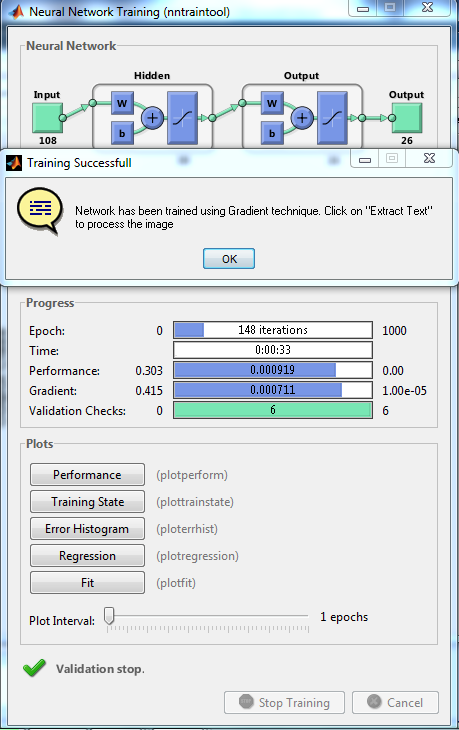 Neural Network Training (nntraintool)
Neural Network
Hidden Output
Input Output
W W
b b
+ +
108 26
Training Successfull
Network has been trained using Gradient technique. Click on "Extract Text"
to process the image
OK
Progress
Epoch: 0 148 iterations 1000
Time: 0:00:33
Performance: 0.303 0.000919 0.00
Gradient: 0.415 0.000711 1.00e-05
Validation Checks: 0 6 6
Plots
Performance (plotperform)
Training State (plottrainstate)
Error Histogram (ploterrhist)
Regression (plotregression)
Fit (plotfit)
Plot Interval: 1 epochs
Validation stop.
Stop Training Cancel